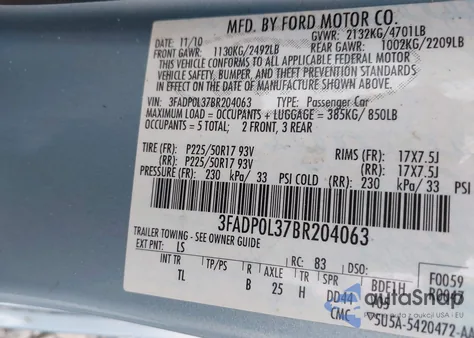 MFD. BY FORD MOTOR CO.
DATE: 11/10 GVWR: 2132KG/4701LB
FRONT GAWR: 1130KG/2492LB REAR GAWR: 1002KG/2209LB
THIS VEHICLE CONFORMS TO ALL APPLICABLE FEDERAL MOTOR
VEHICLE SAFETY, BUMPER, AND THEFT PREVENTION STANDARDS
IN EFFECT ON THE DATE OF MANUFACTURE SHOWN ABOVE.
VIN: 3FADP0L37BR204063 TYPE: Passenger Car
MAXIMUM LOAD = OCCUPANTS + LUGGAGE = 385KG/850LB
OCCUPANTS = 5 TOTAL; 2 FRONT, 3 REAR
TIRE (FR): P225/50R17 93V RIMS (FR): 17X7.5J
(RR): P225/50R17 93V (RR): 17X7.5J
PRESSURE (FR): 230 kPa/ 33 PSI COLD (RR): 230 kPa/ 33 PSI
3FADP0L37BR204063
TRAILER TOWING - SEE OWNER GUIDE
EXT PNT: LS RC: 83 DSO: F0059
INT TR TP/PS R AXLE TR SPR BDF1H
TL B 25 H DD44
CMC 5U5A-5420472-AA
autaSnap